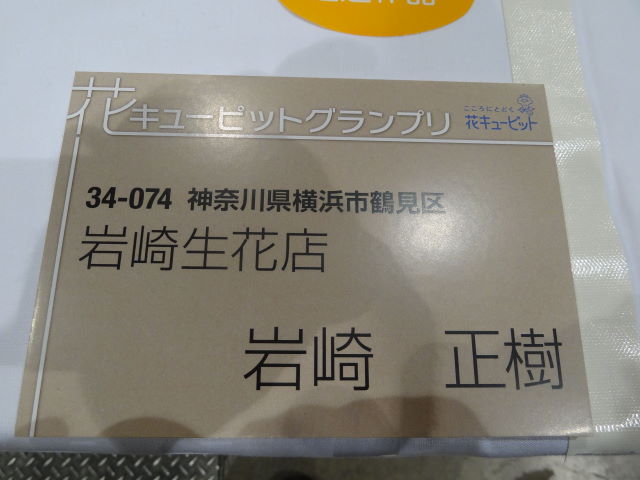 花キューピットグランプリ
こころにとどく
花キューピット
34-074 神奈川県横浜市鶴見区
岩崎生花店
岩崎 正樹